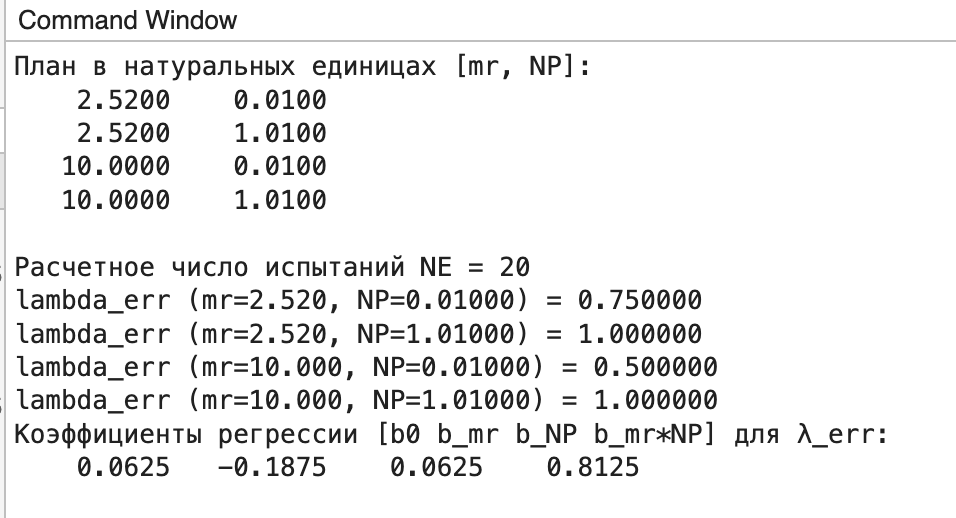 Command Window
План в натуральных единицах [mr, NP]:
2.5200 0.0100
2.5200 1.0100
10.0000 0.0100
10.0000 1.0100
Расчетное число испытаний NE = 20
lambda_err (mr=2.520, NP=0.01000) = 0.750000
lambda_err (mr=2.520, NP=1.01000) = 1.000000
lambda_err (mr=10.000, NP=0.01000) = 0.500000
lambda_err (mr=10.000, NP=1.01000) = 1.000000
Коэффициенты регрессии [b0 b_mr b_NP b_mr*NP] для λ_err:
0.0625 -0.1875 0.0625 0.8125